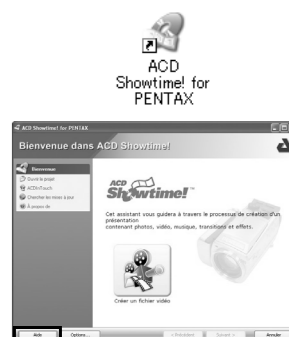 ACD
Showtime! for
PENTAX
ACD Showtime! for PENTAX
Bienvenue dans ACD Showtime!
Bienvenue
Ouvrir le projet
ACDInTouch
Chercher les mises à jour
À propos de
ACD
Showtime!™
Cet assistant vous guidera à travers le processus de création d'un
présentation
contenant photos, vidéo, musique, transitions et effets.
Créer un fichier vidéo
Aide
Options...
< Précédent
Suivant >
Annuler